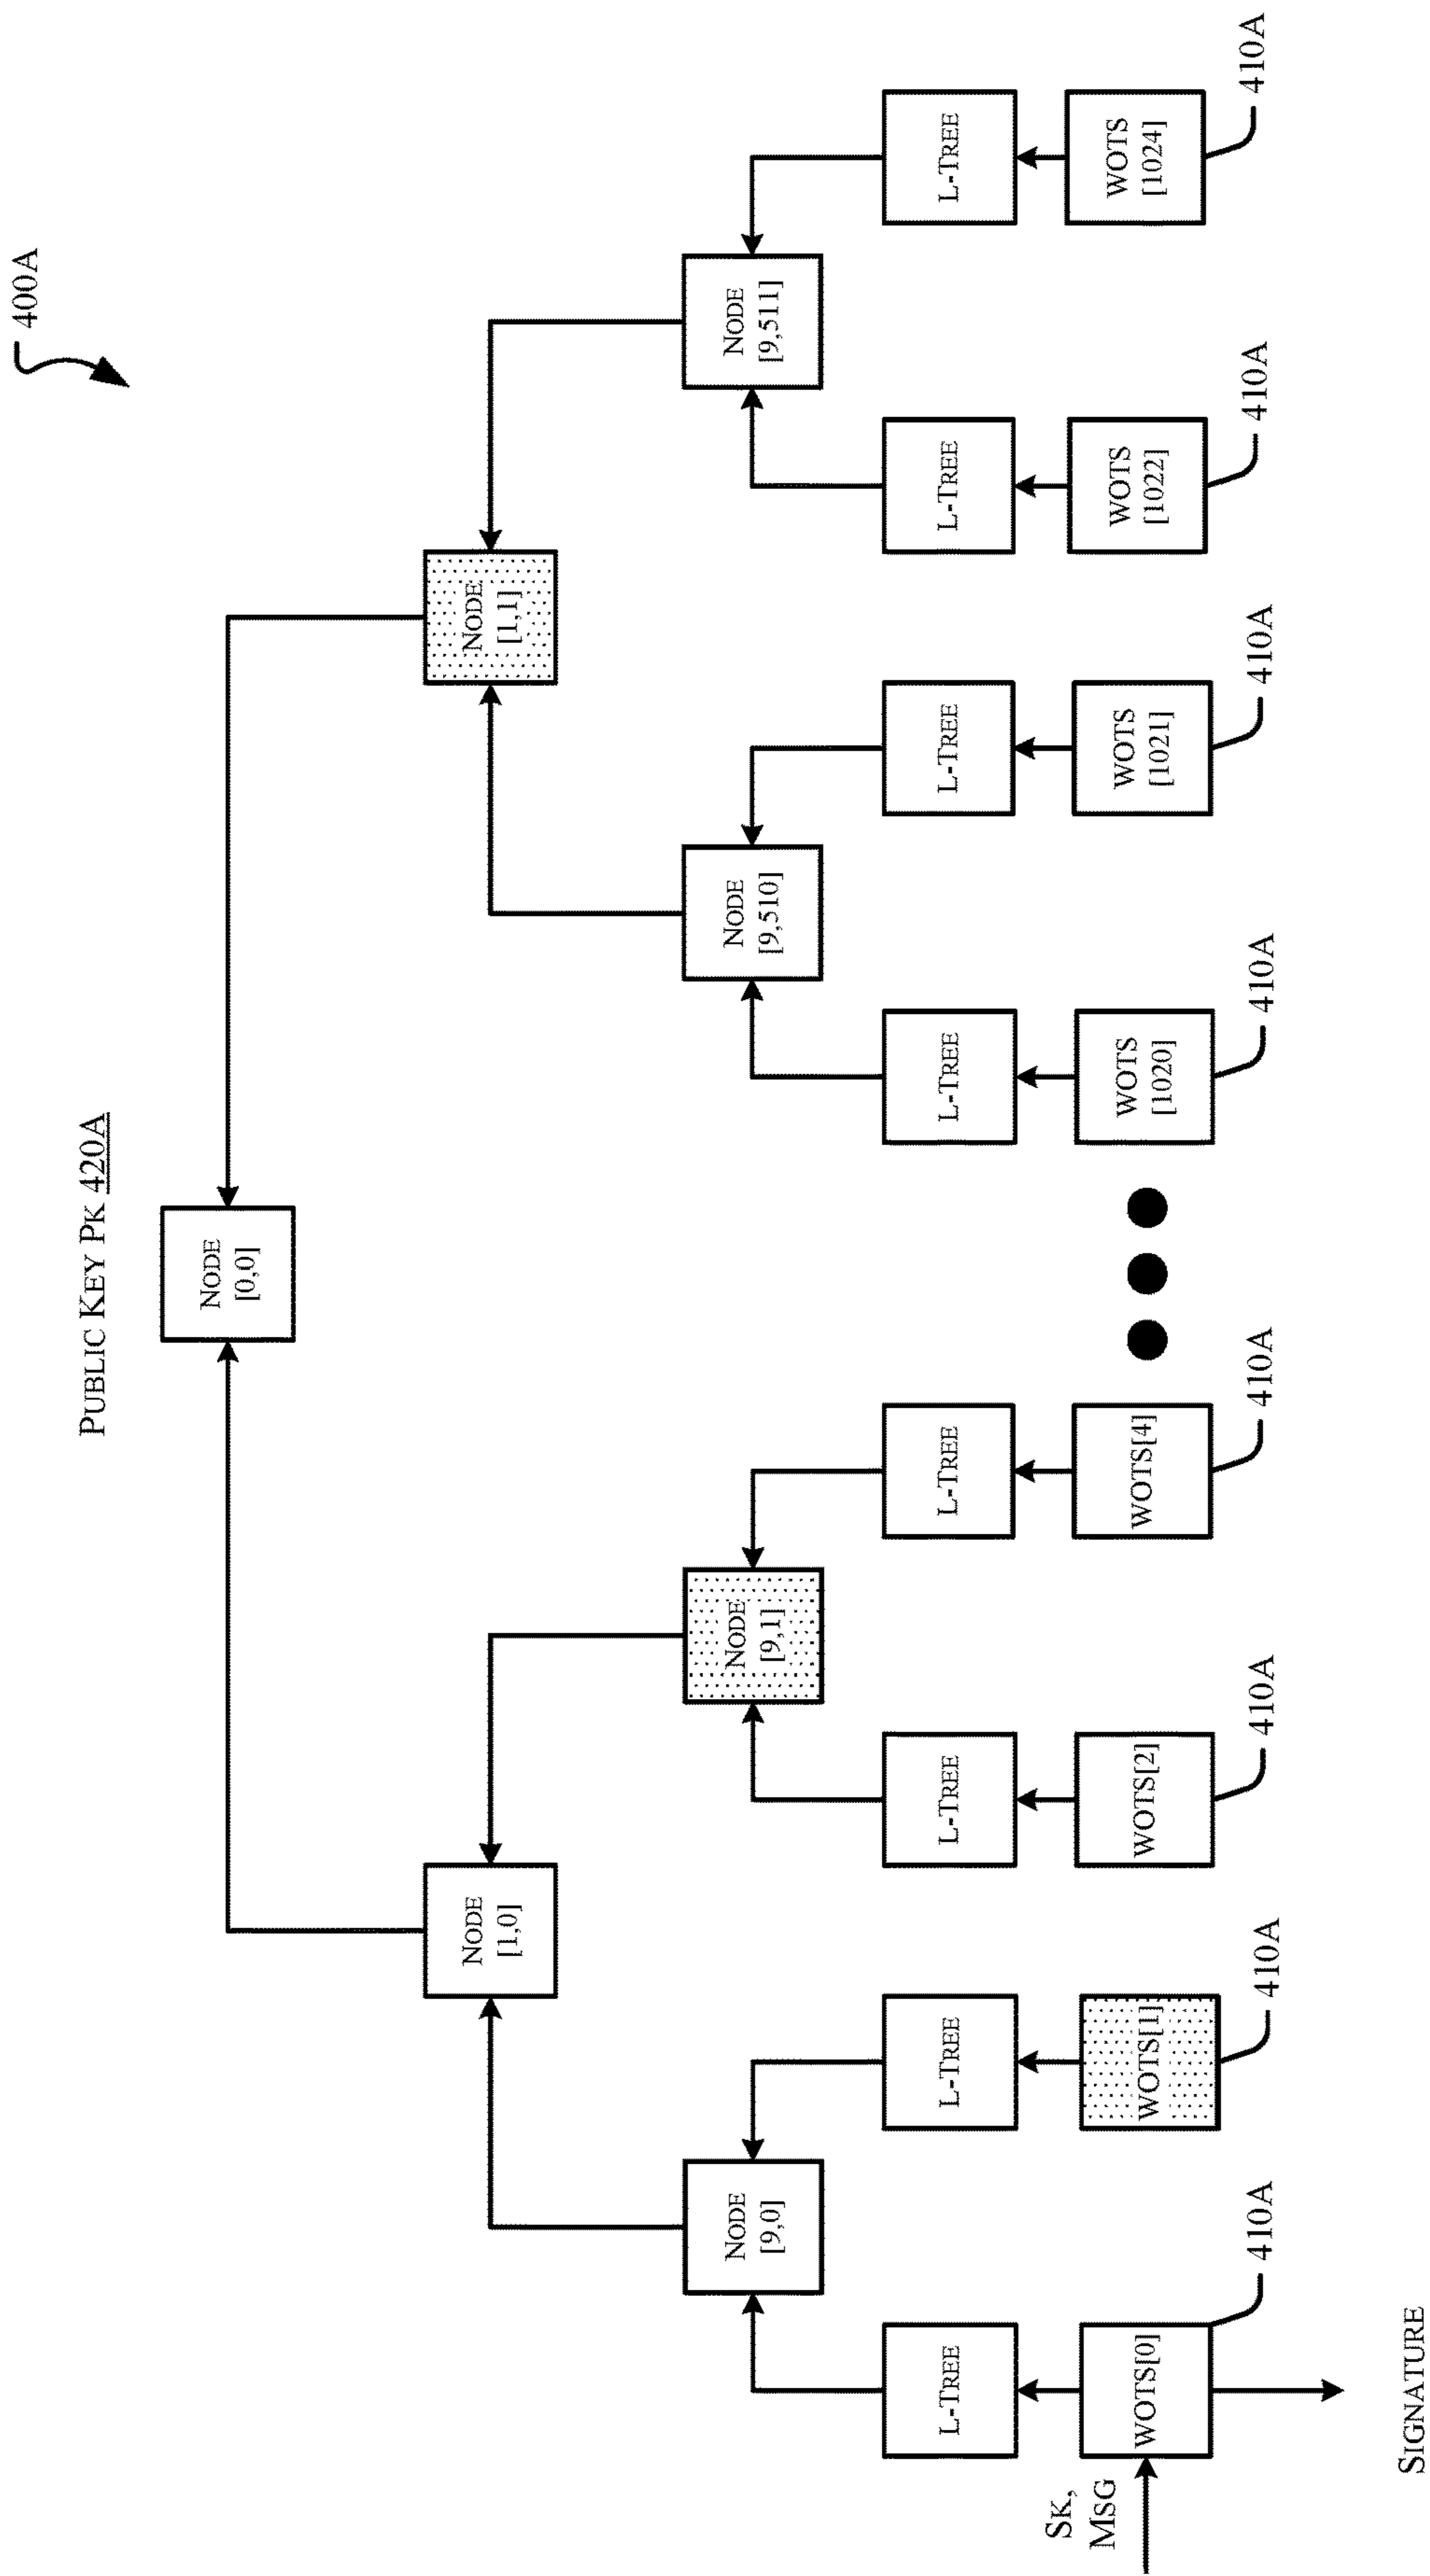 400A
PUBLIC KEY PK 420A
NODE
[0,0]
NODE
[1,0]
NODE
[1,1]
NODE
[9,0]
NODE
[9,1]
NODE
[9,510]
NODE
[9,511]
L-TREE
L-TREE
L-TREE
L-TREE
L-TREE
L-TREE
L-TREE
L-TREE
SK,
MSG
WOTS[0]
WOTS[1]
WOTS[2]
WOTS[4]
WOTS
[1020]
WOTS
[1021]
WOTS
[1022]
WOTS
[1024]
410A
410A
410A
410A
410A
410A
410A
410A
SIGNATURE